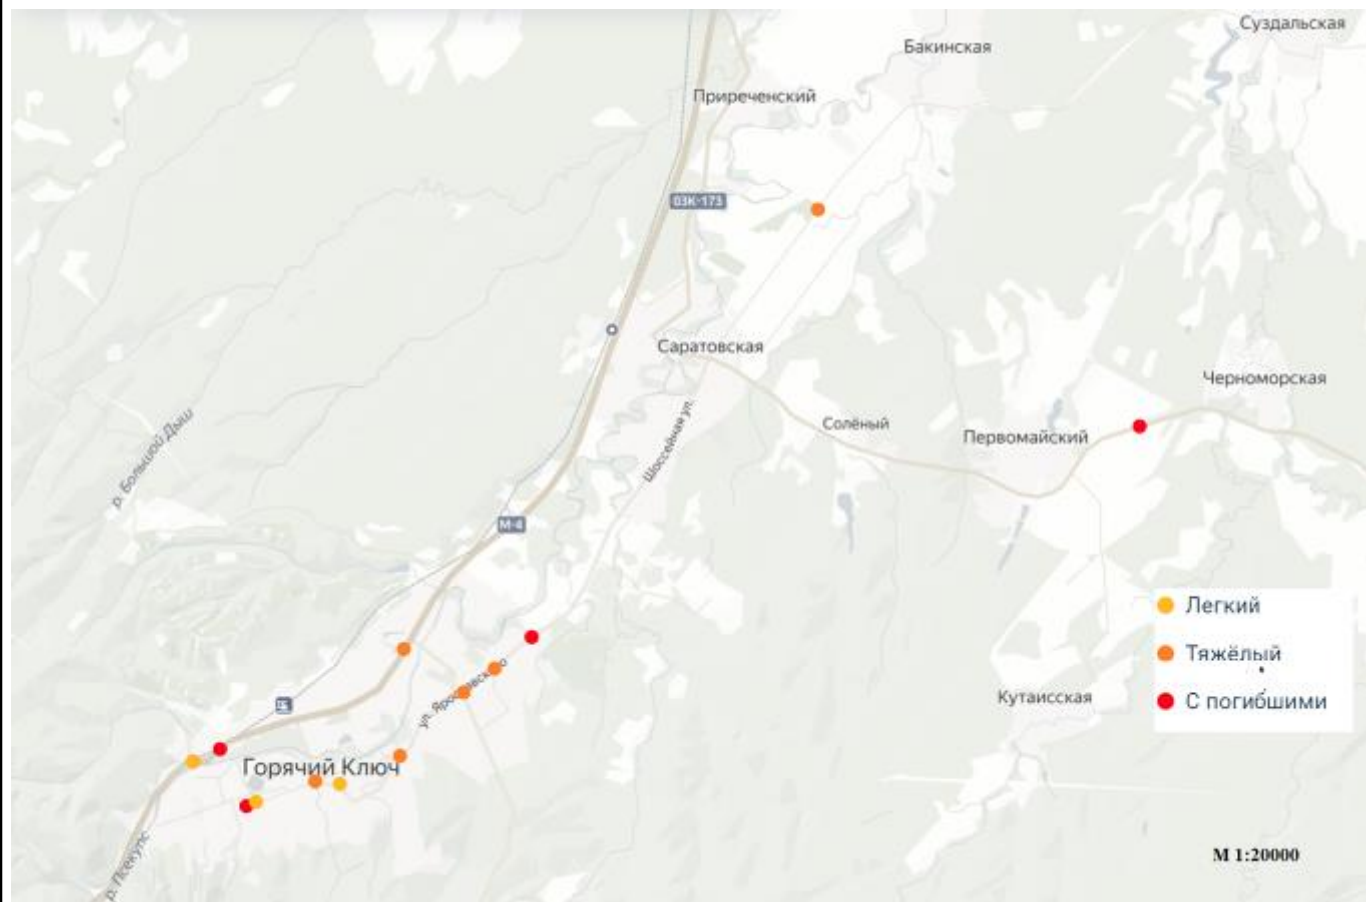 Суздальская
Бакинская
Приреченский
03К-173
Саратовская
Черноморская
Солёный
Первомайский
Шоссейная ул.
р. Большой Дыш
М-4
Легкий
Тяжёлый
С погибшими
Кутаисская
Горячий Ключ
р. Псекупс
М 1:20000